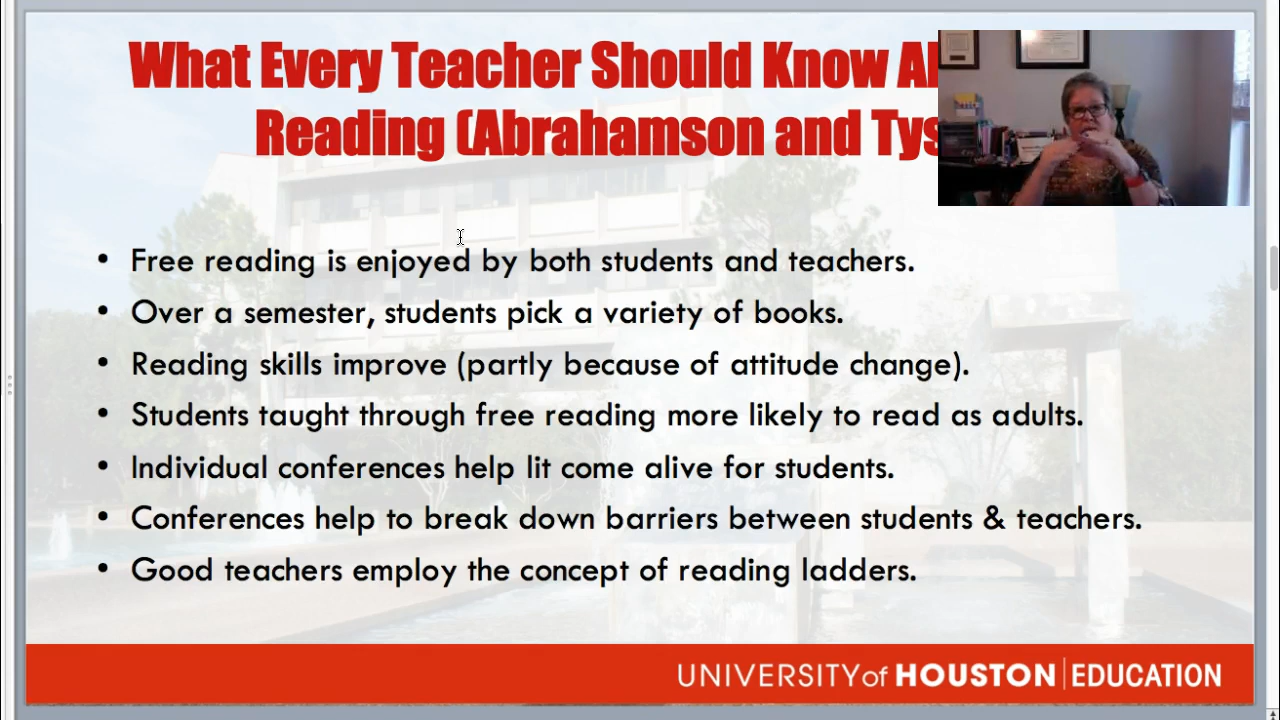 What Every Teacher Should Know
Reading (Abrahamson and
• Free reading is enjoyed by both students and teachers.
• Over a semester, students pick a variety of books.
• Reading skills improve (partly because of attitude change).
• Students taught through free reading more likely to read as adults.
• Individual conferences help lit come alive for students.
• Conferences help to break down barriers between students & teachers.
• Good teachers employ the concept of reading ladders.
UNIVERSITY of HOUSTON | EDUCATION